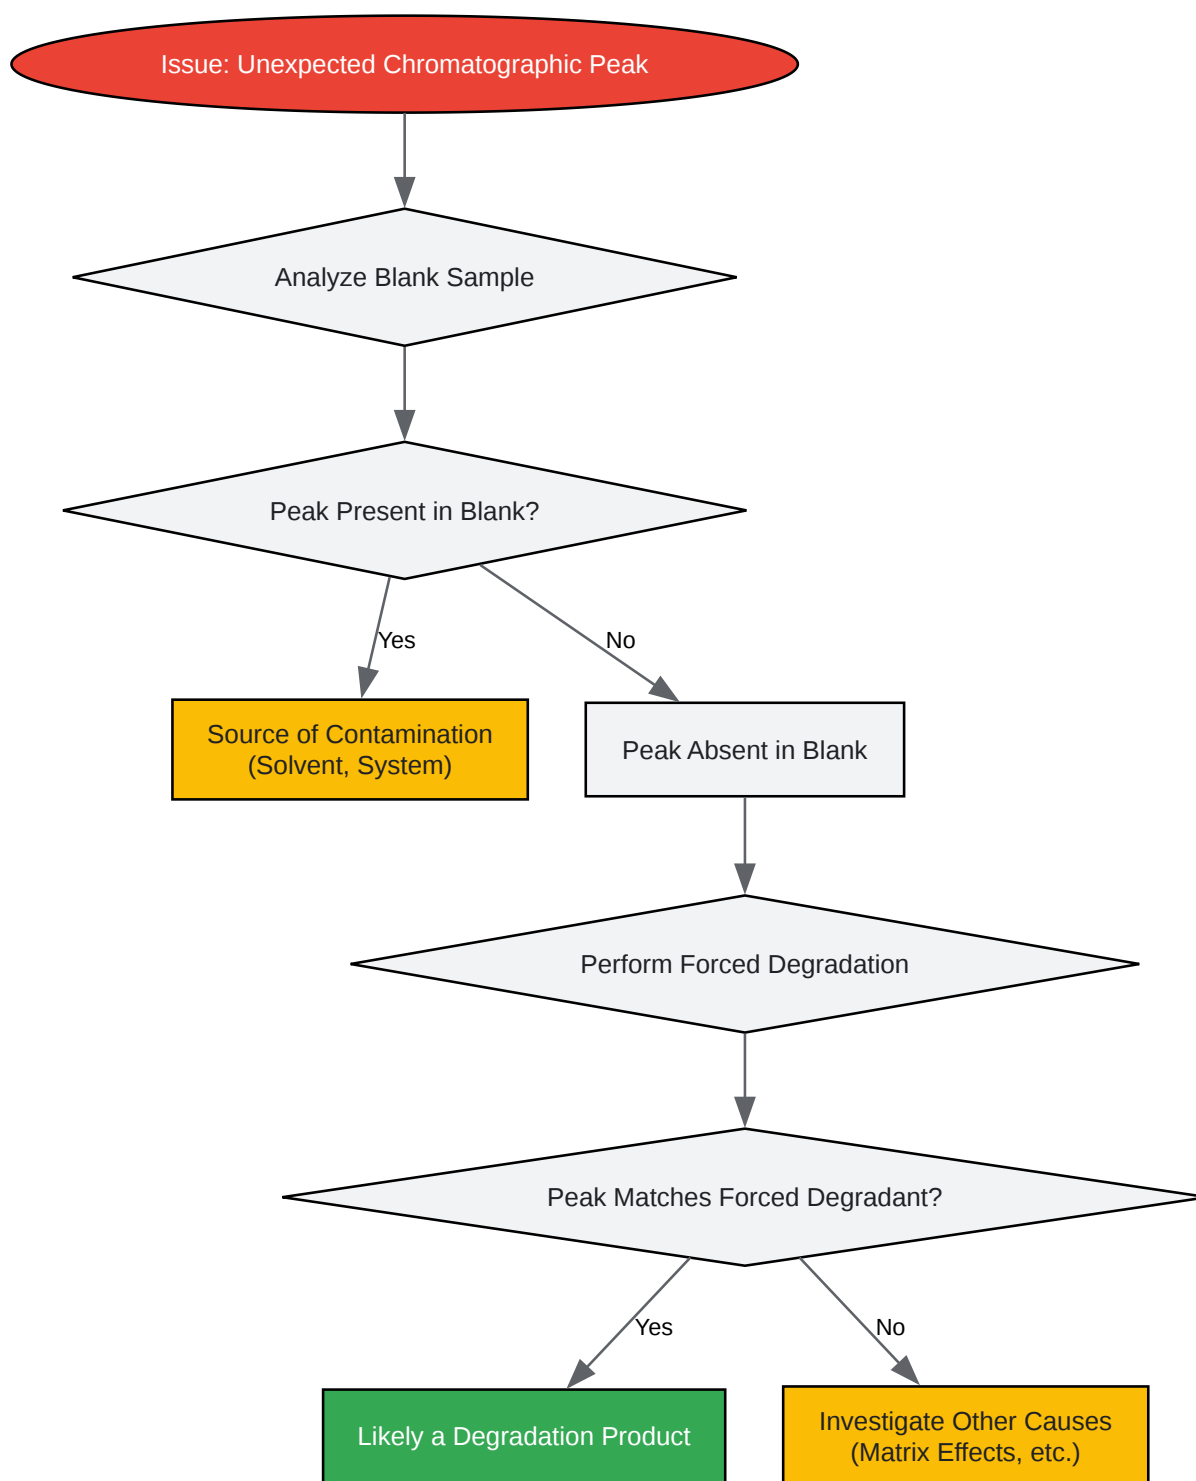 Issue: Unexpected Chromatographic Peak
Analyze Blank Sample
Peak Present in Blank?
Yes
No
Source of Contamination
(Solvent, System)
Peak Absent in Blank
Perform Forced Degradation
Peak Matches Forced Degradant?
Yes
No
Likely a Degradation Product
Investigate Other Causes
(Matrix Effects, etc.)